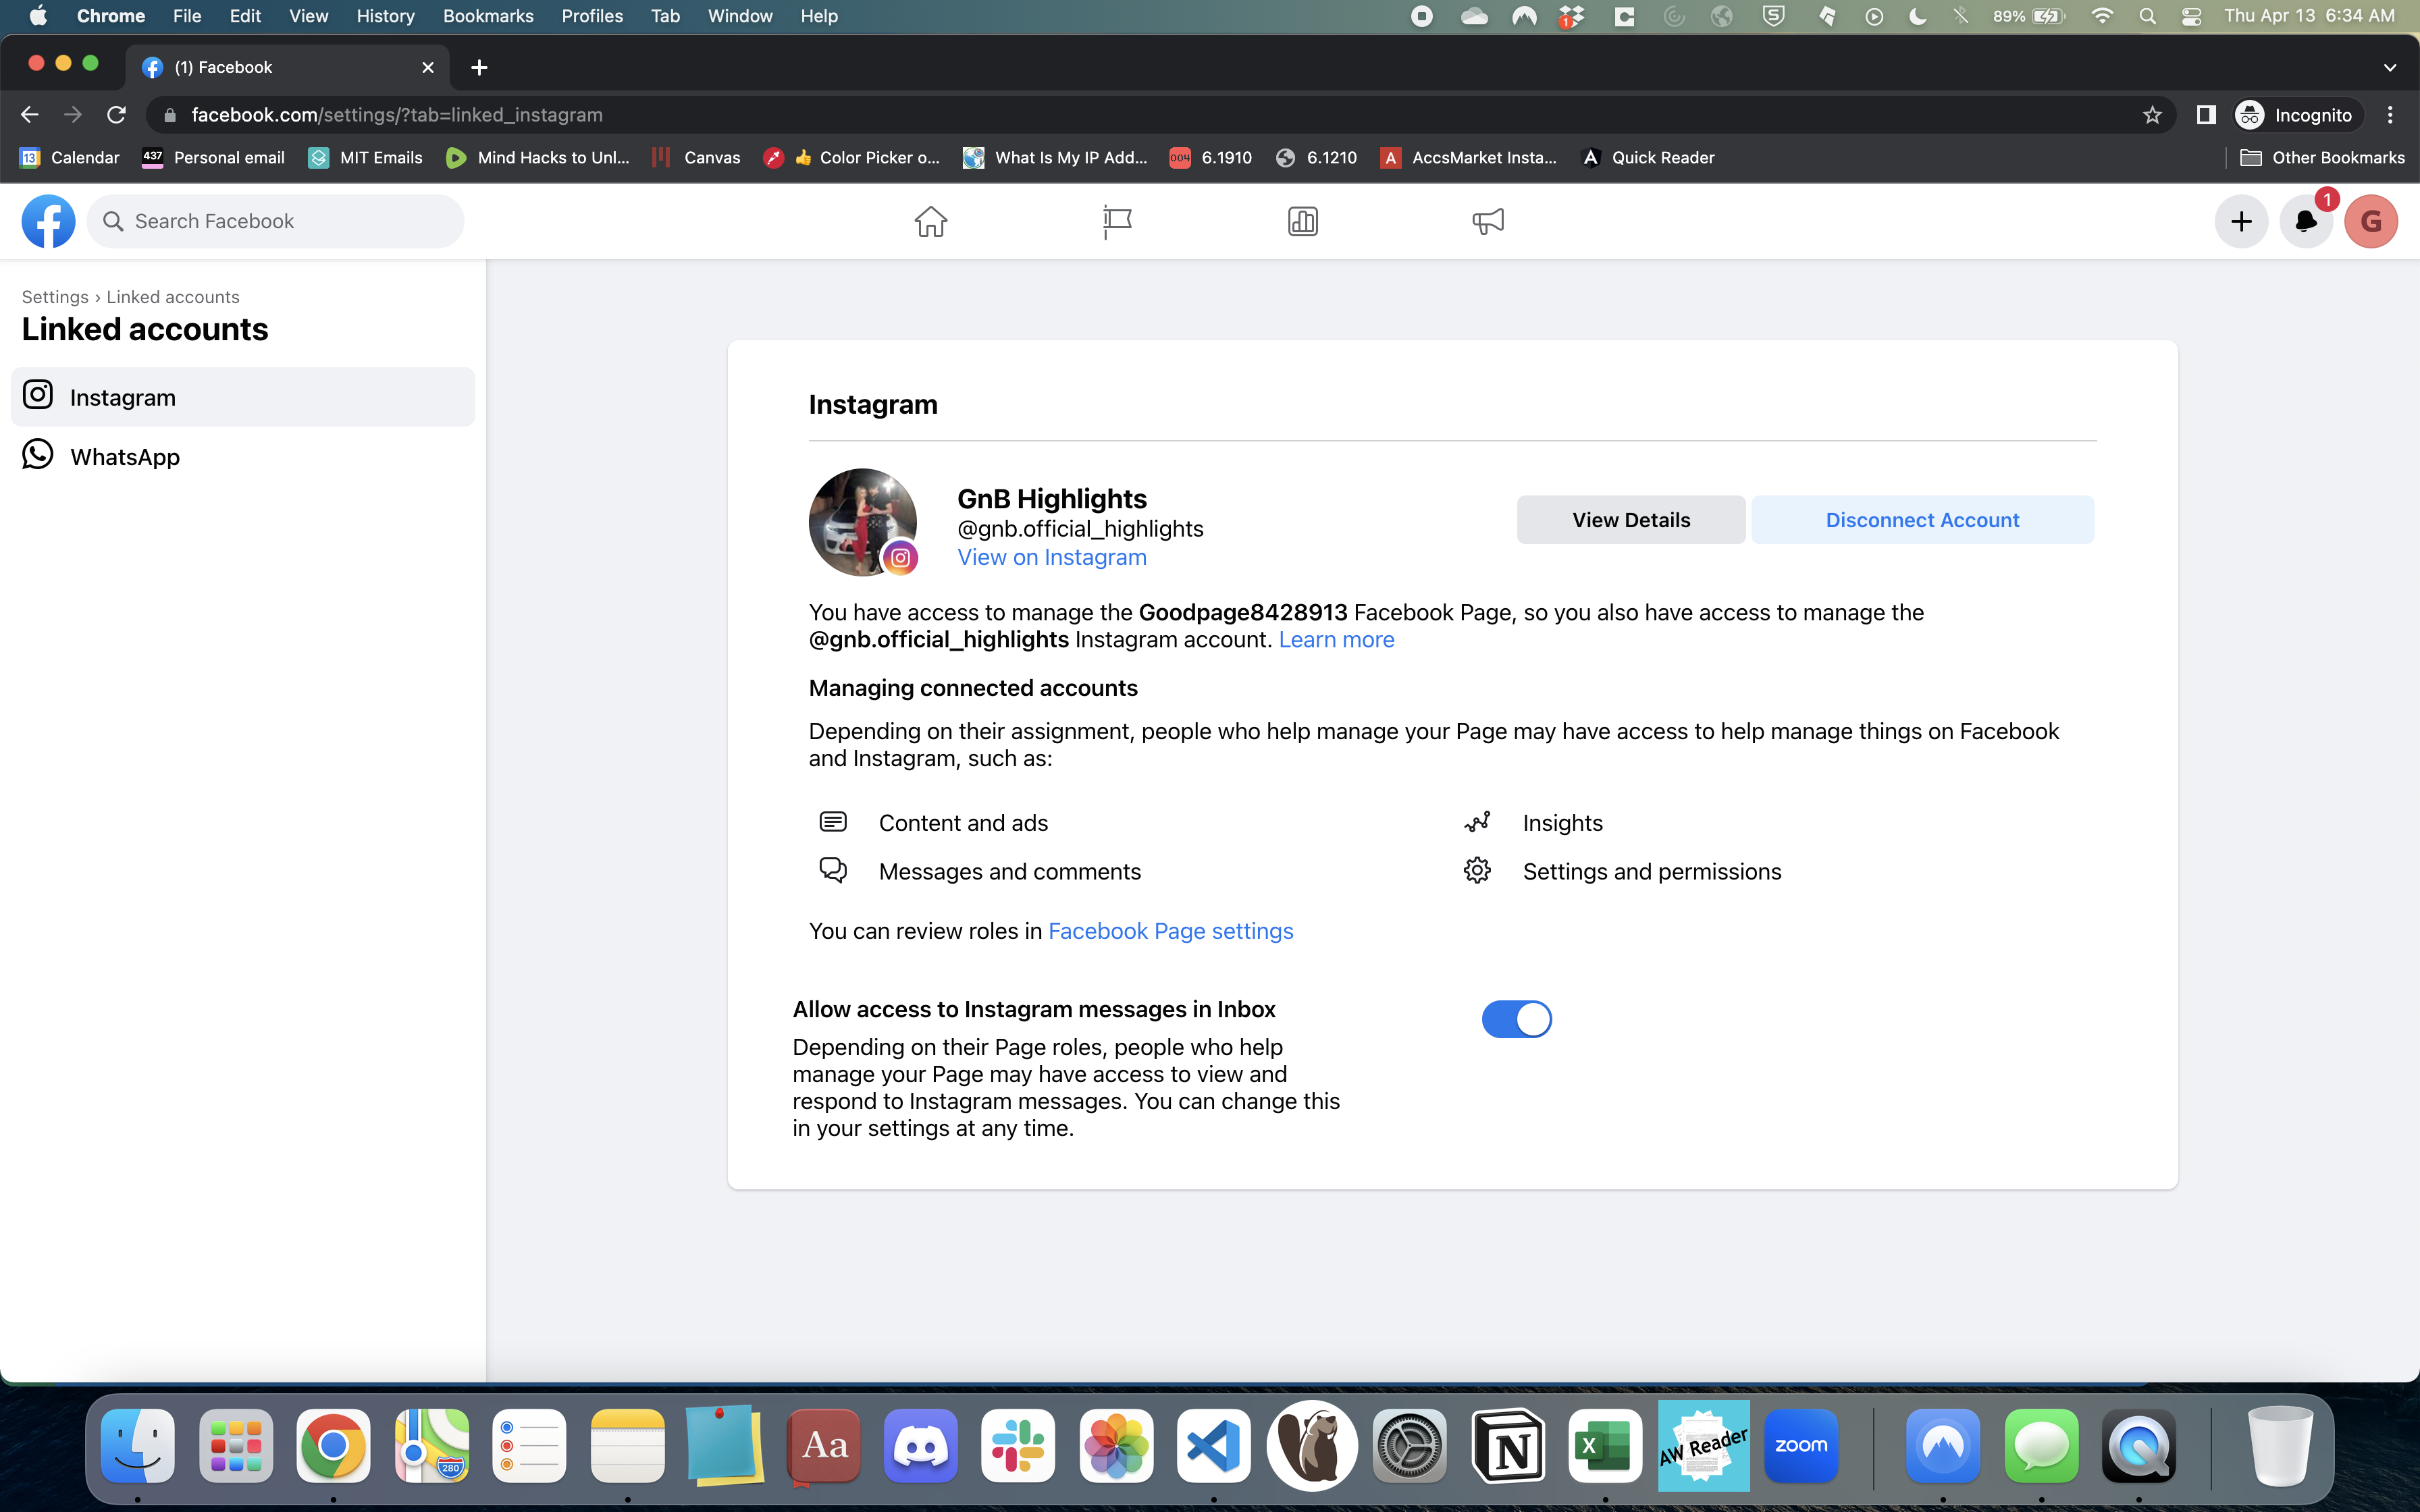 Chrome File Edit View History Bookmarks Profiles Tab Window Help 1 89% Thu Apr 13 6:34 AM
(1) Facebook
facebook.com/settings/?tab=linked_instagram Incognito
13 Calendar 437 Personal email MIT Emails Mind Hacks to Unl... Canvas 👍 Color Picker o... What Is My IP Add... 004 6.1910 6.1210 A AccsMarket Insta... A Quick Reader Other Bookmarks
Search Facebook 1 G
Settings › Linked accounts
Linked accounts
Instagram
WhatsApp
Instagram
GnB Highlights
@gnb.official_highlights
View on Instagram
View Details Disconnect Account
You have access to manage the Goodpage8428913 Facebook Page, so you also have access to manage the
@gnb.official_highlights Instagram account. Learn more
Managing connected accounts
Depending on their assignment, people who help manage your Page may have access to help manage things on Facebook
and Instagram, such as:
Content and ads Insights
Messages and comments Settings and permissions
You can review roles in Facebook Page settings
Allow access to Instagram messages in Inbox
Depending on their Page roles, people who help
manage your Page may have access to view and
respond to Instagram messages. You can change this
in your settings at any time.
280 Aa N X AW Reader zoom